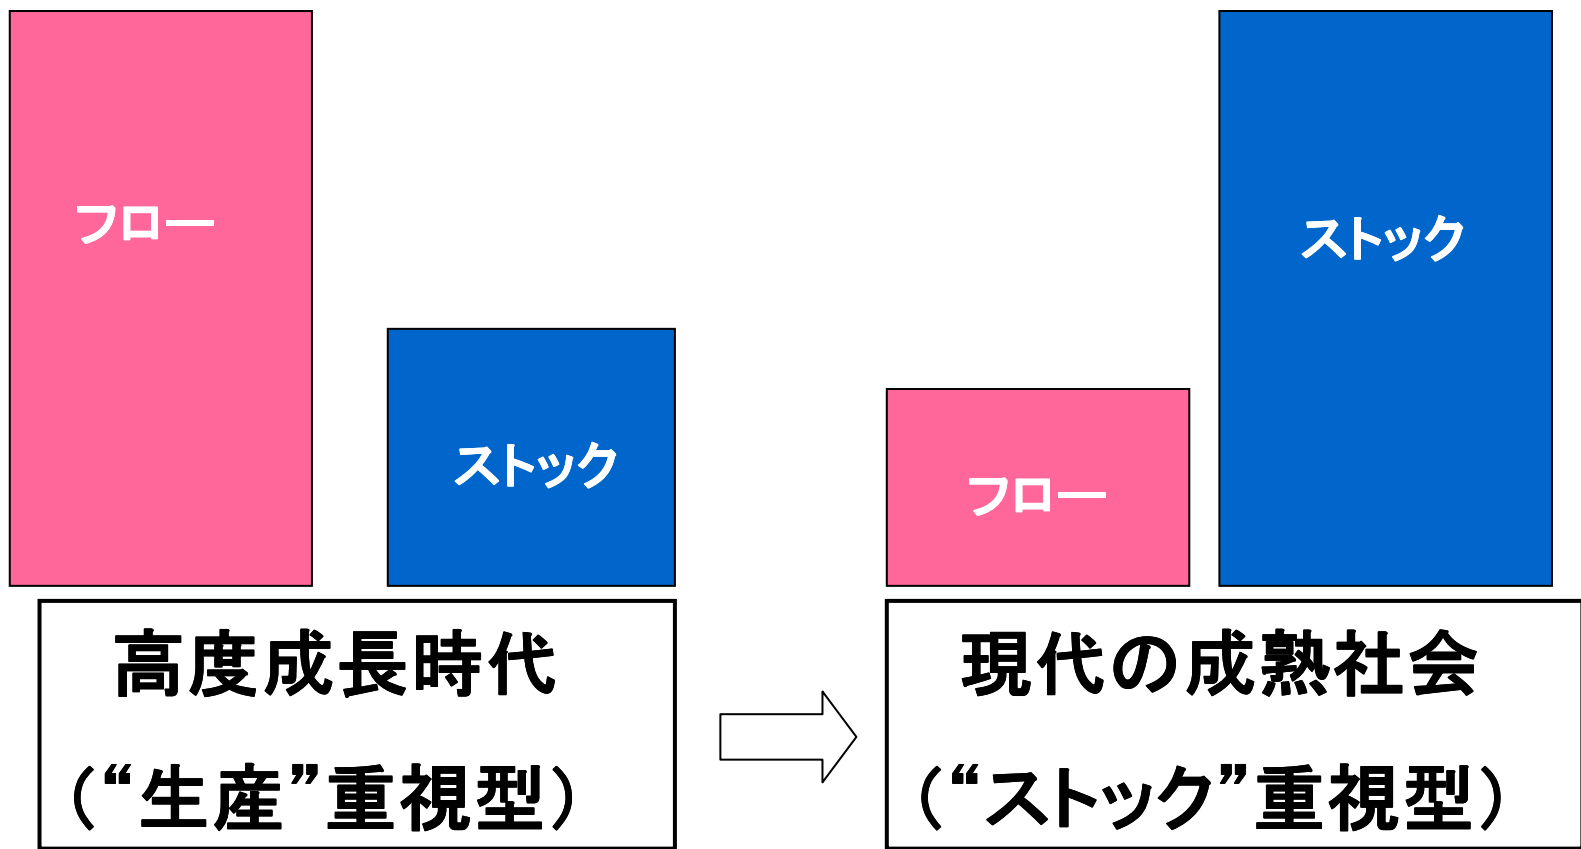 フロー
ストック
フロー
ストック
高度成長時代
（“生産”重視型）
現代の成熟社会
（“ストック”重視型）